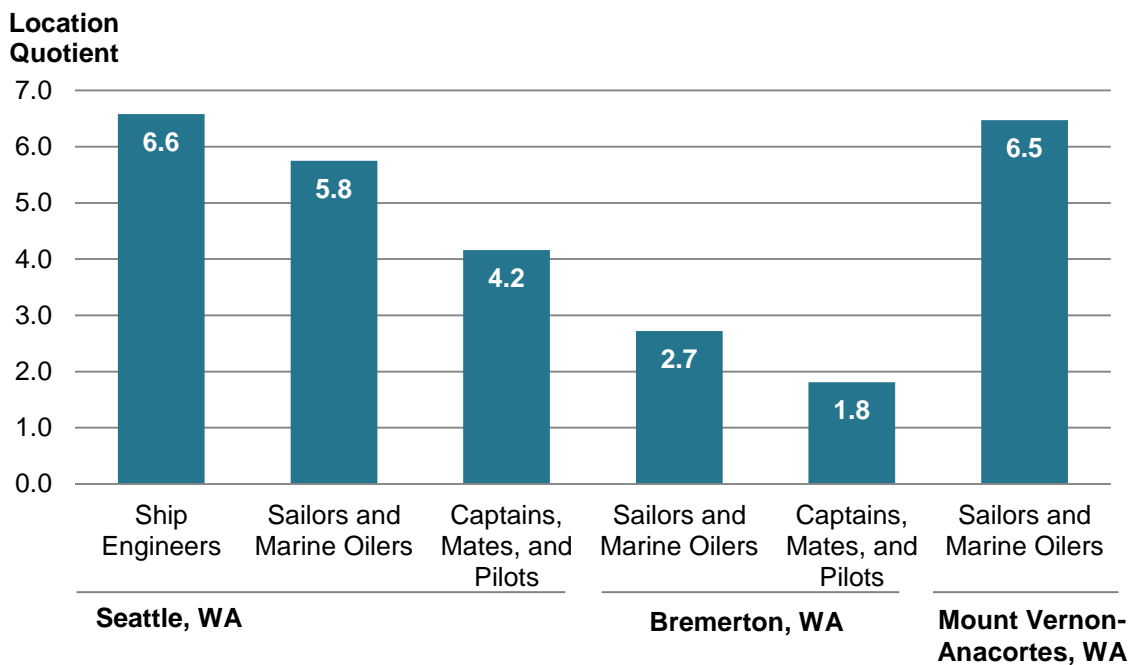 Location
Quotient
7.0
6.0
5.0
4.0
3.0
2.0
1.0
0.0
6.6
5.8
4.2
2.7
1.8
6.5
Ship
Engineers
Sailors and
Marine Oilers
Captains,
Mates, and
Pilots
Sailors and
Marine Oilers
Captains,
Mates, and
Pilots
Sailors and
Marine Oilers
Seattle, WA
Bremerton, WA
Mount Vernon-
Anacortes, WA